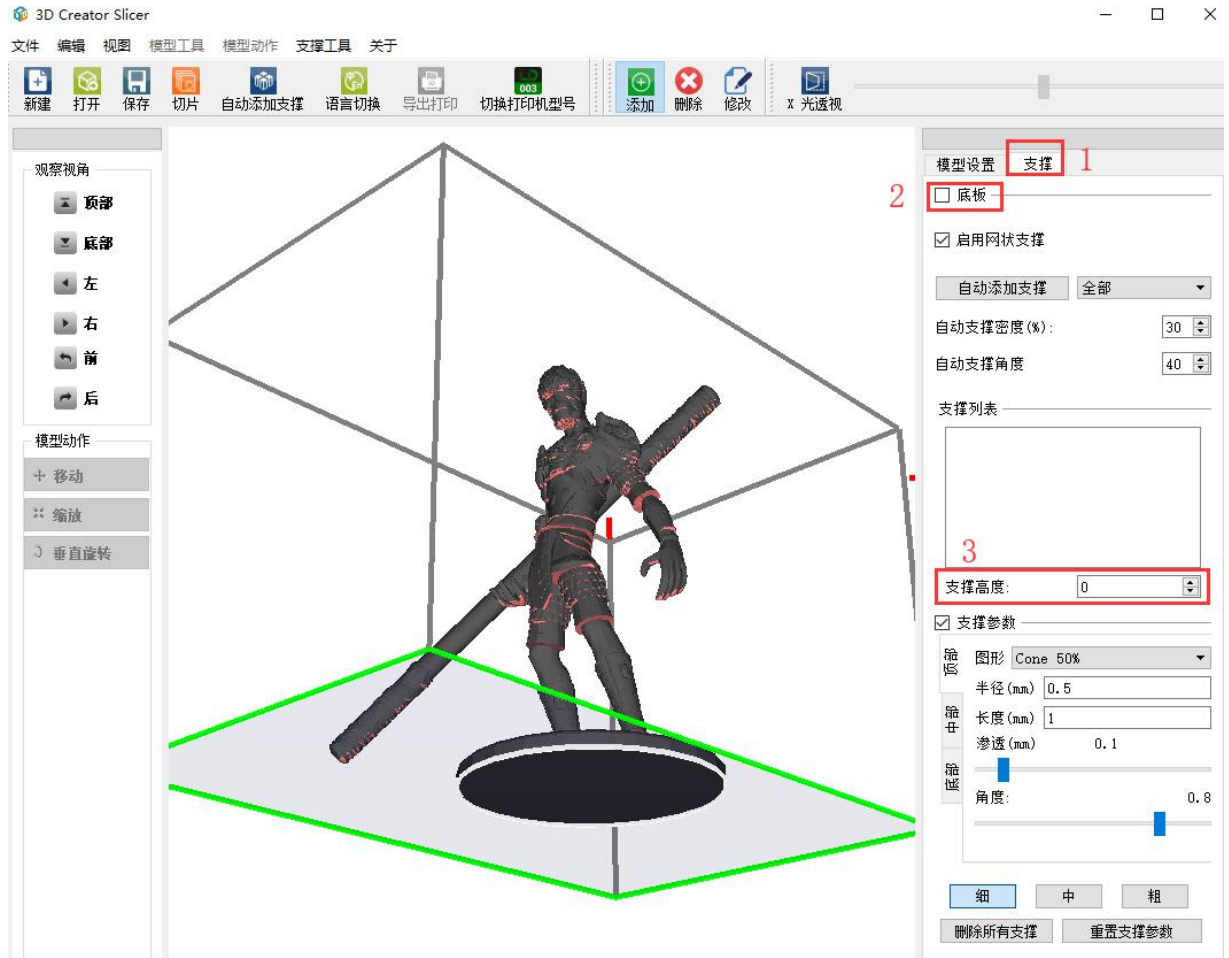 3D Creator Slicer
文件 编辑 视图 模型工具 模型动作 支撑工具 关于
新建 打开 保存 切片 自动添加支撑 语言切换 导出打印 LD 003 切换打印机型号 添加 删除 修改 X 光透视
观察视角
顶部
底部
左
右
前
后
模型动作
移动
缩放
垂直旋转
模型设置 支撑 1
2 底板
启用网状支撑
自动添加支撑 全部
自动支撑密度(%): 30
自动支撑角度 40
支撑列表
3
支撑高度: 0
支撑参数
顶部
中部
底部
图形 Cone 50%
半径(mm) 0.5
长度(mm) 1
渗透(mm) 0.1
角度: 0.8
细 中 粗
删除所有支撑 重置支撑参数